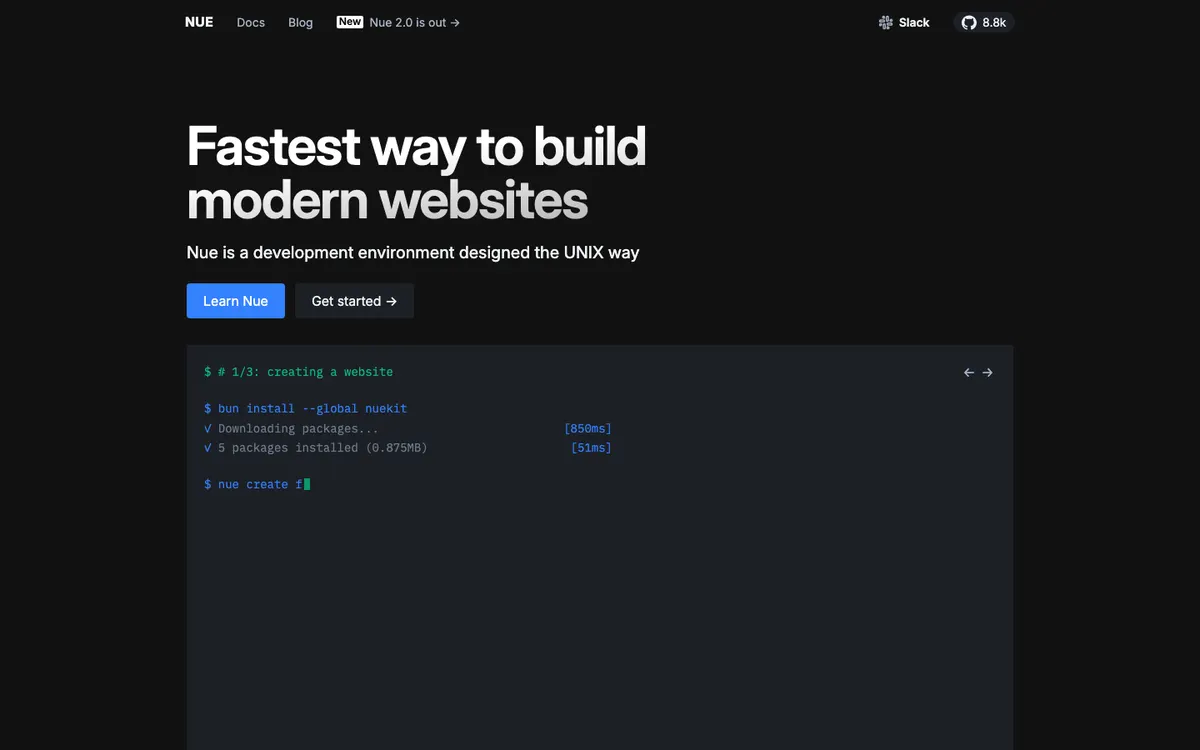 NUE Docs Blog New Nue 2.0 is out → Slack 8.8k
Fastest way to build
modern websites
Nue is a development environment designed the UNIX way
Learn Nue Get started →
$ # 1/3: creating a website ← →
$ bun install --global nuekit
√ Downloading packages... [850ms]
√ 5 packages installed (0.875MB) [51ms]
$ nue create f